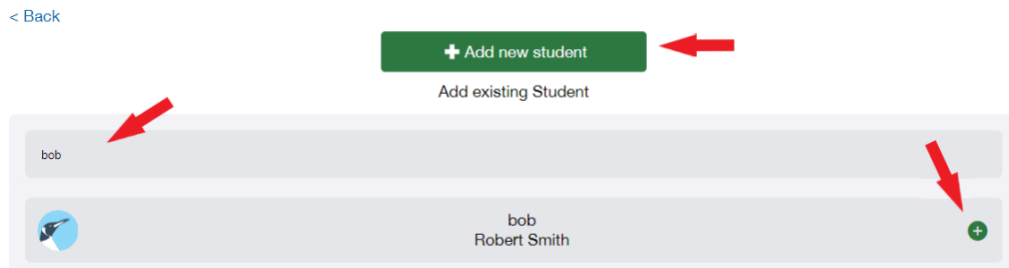 < Back
Add new student
Add existing Student
bob
bob
Robert Smith